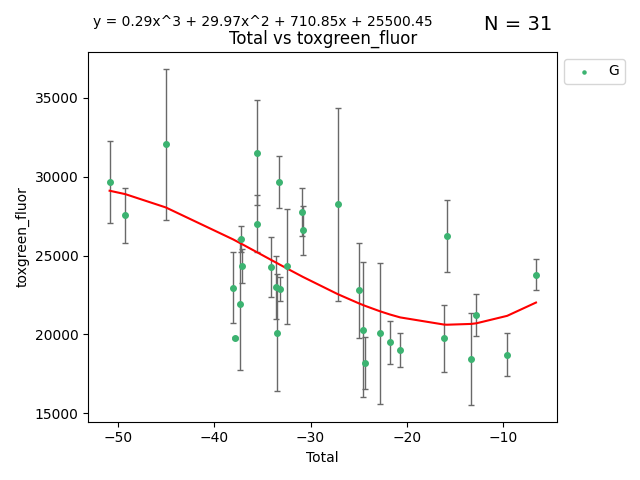 y = 0.29x^3 + 29.97x^2 + 710.85x + 25500.45
N = 31
Total vs toxgreen_fluor
G
35000
30000
25000
20000
15000
toxgreen_fluor
−50
−40
−30
−20
−10
Total